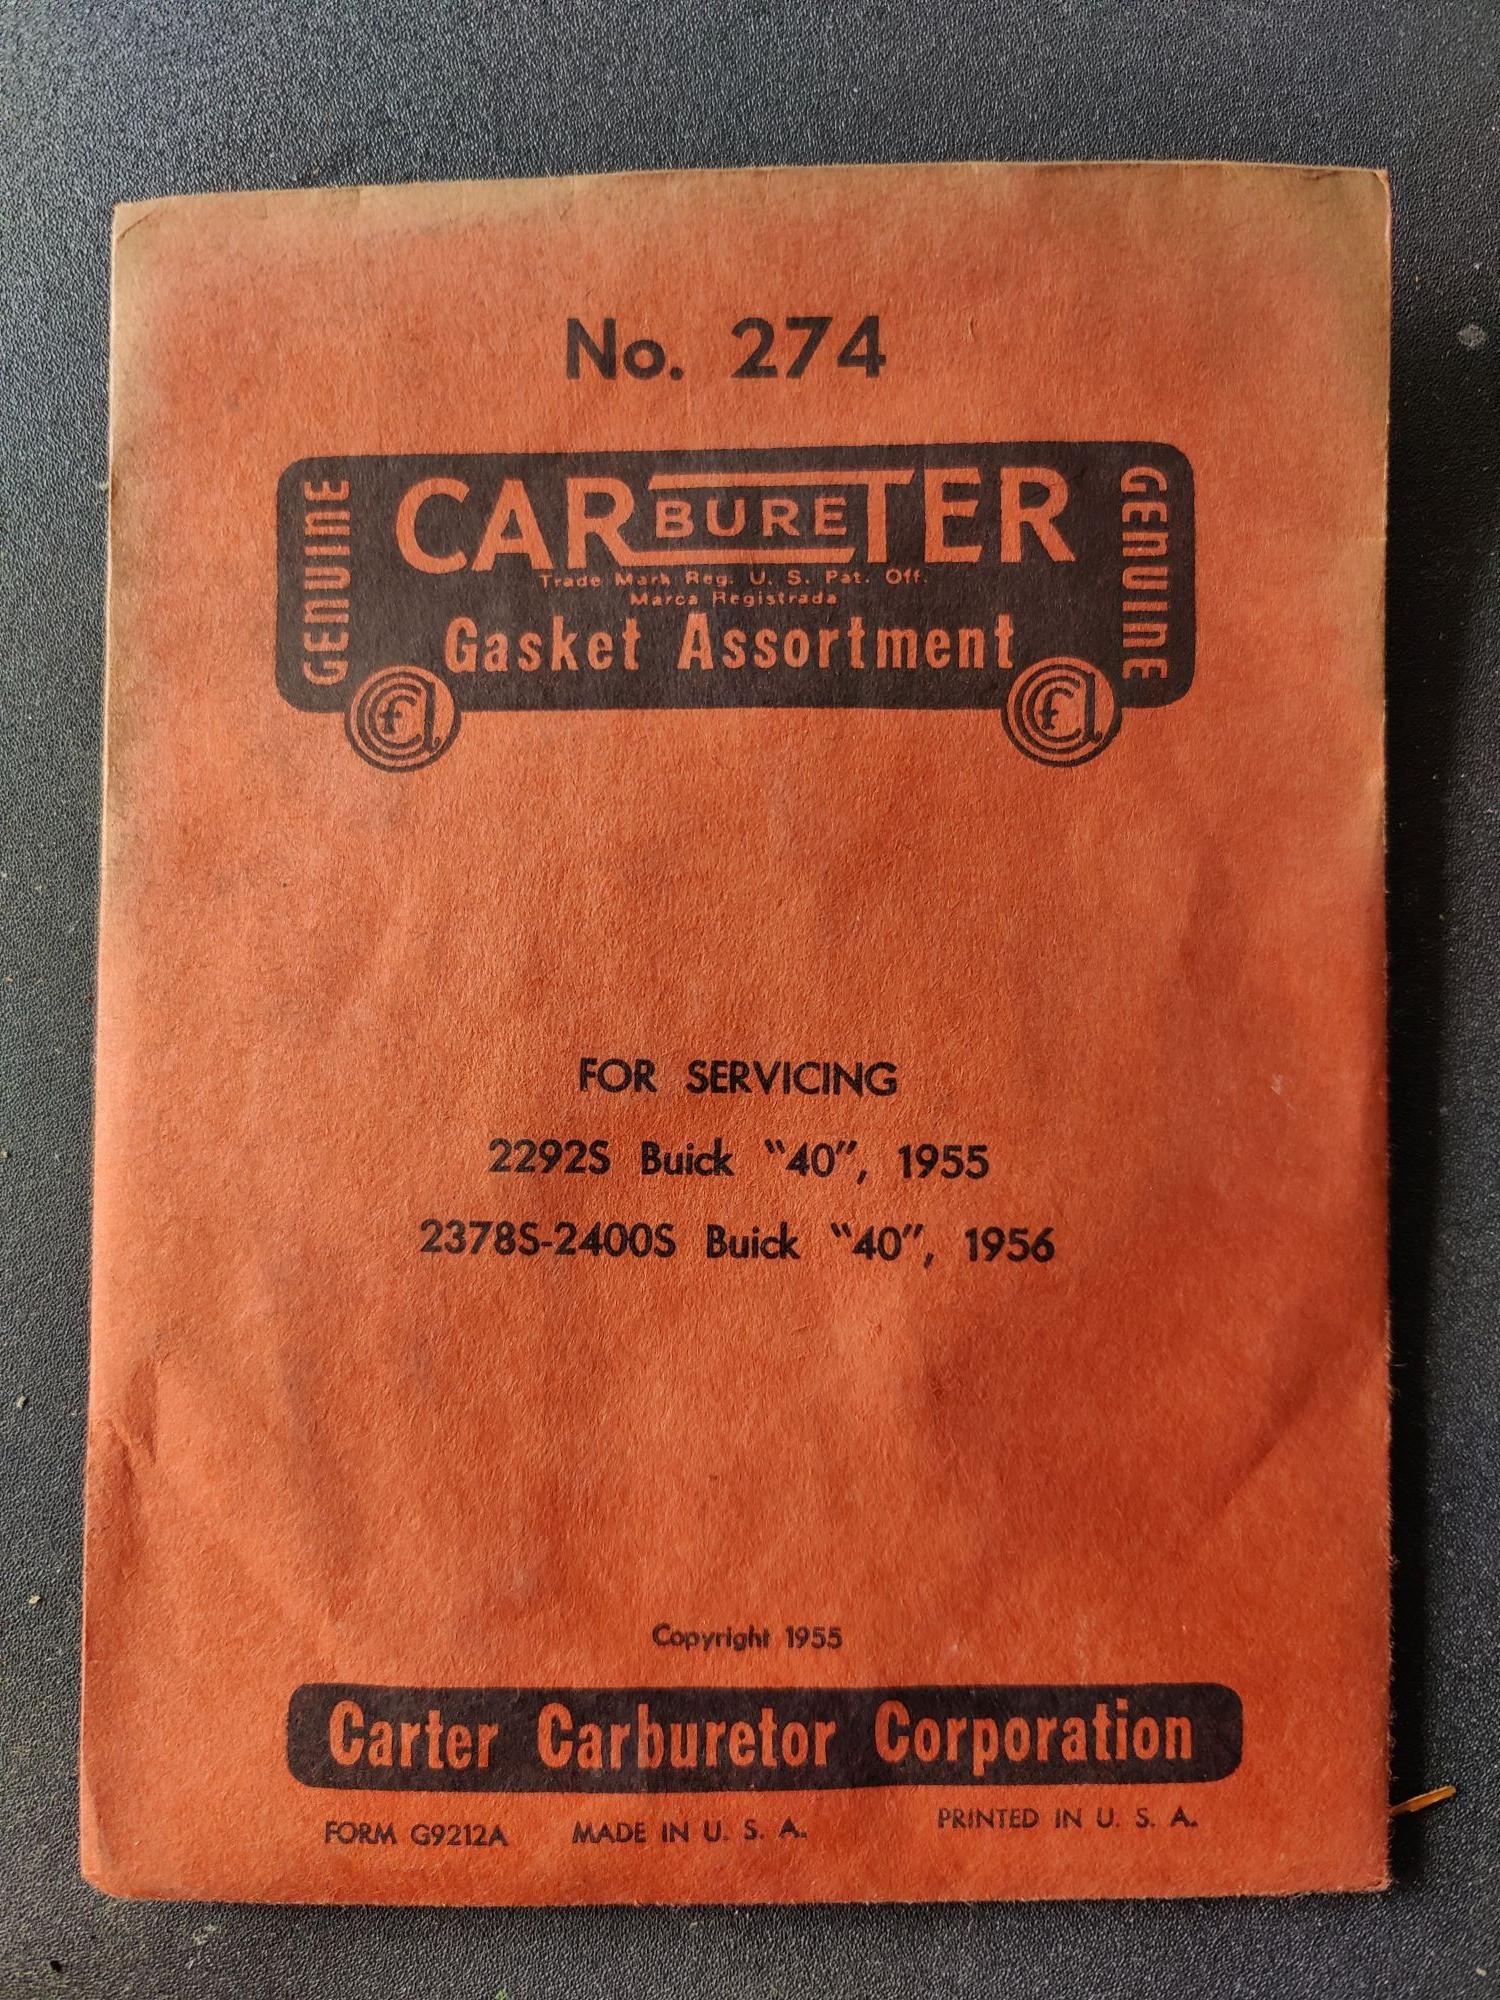 No. 274
GENUINE
CARBURETER
GENUINE
Trade Mark Reg. U. S. Pat. Off.
Marca Registrada
Gasket Assortment
FOR SERVICING
2292S Buick “40”, 1955
2378S-2400S Buick “40”, 1956
Copyright 1955
Carter Carburetor Corporation
FORM G9212A MADE IN U. S. A. PRINTED IN U. S. A.